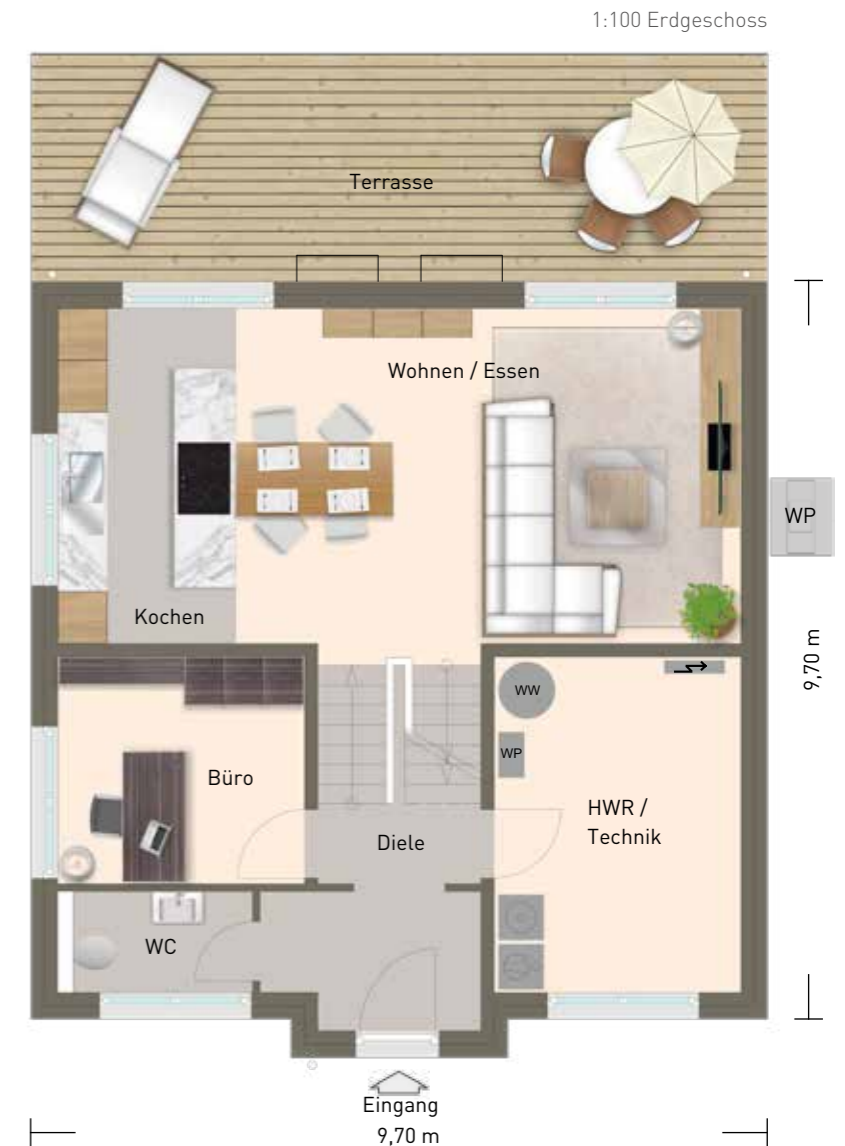 1:100 Erdgeschoss
Terrasse
Wohnen / Essen
WP
Kochen
9,70 m
WW
WP
Büro
HWR /
Technik
Diele
WC
Eingang
9,70 m